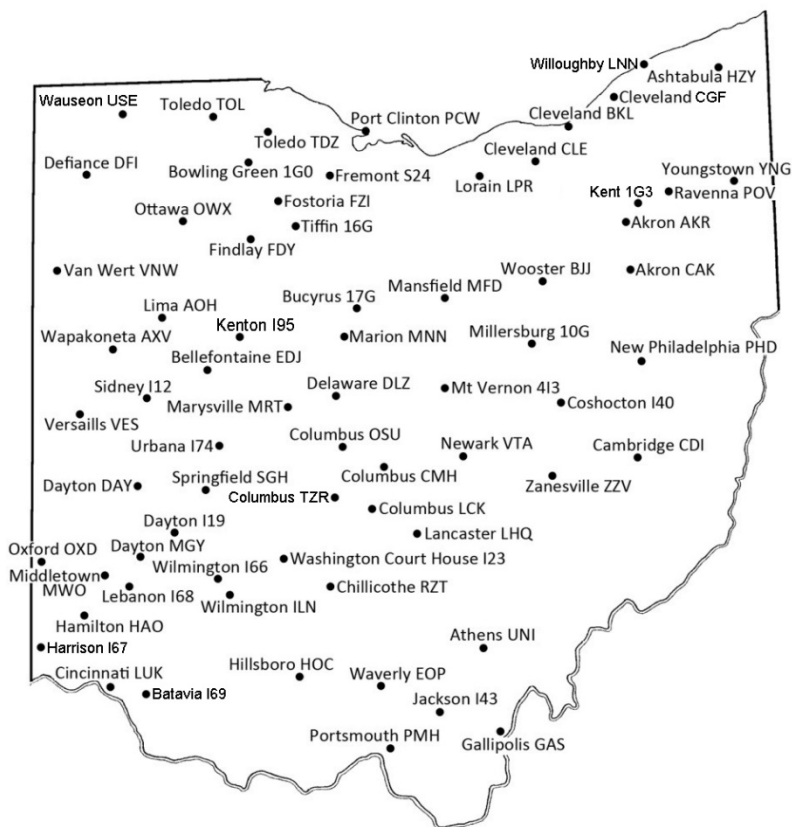 Willoughby LNN
Ashtabula HZY
Wauseon USE
Toledo TOL
Cleveland CGF
Port Clinton PCW
Cleveland BKL
Toledo TDZ
Cleveland CLE
Defiance DFI
Bowling Green 1G0
Fremont S24
Lorain LPR
Youngstown YNG
Kent 1G3
Ravenna POV
Fostoria FZI
Ottawa OWX
Tiffin 16G
Akron AKR
Findlay FDY
Van Wert VNW
Wooster BJJ
Akron CAK
Mansfield MFD
Lima AOH
Bucyrus 17G
Kenton I95
Wapakoneta AXV
Marion MNN
Millersburg 10G
New Philadelphia PHD
Bellefontaine EDJ
Sidney I12
Delaware DLZ
Mt Vernon 4I3
Marysville MRT
Coshocton I40
Versaills VES
Urbana I74
Columbus OSU
Newark VTA
Cambridge CDI
Springfield SGH
Columbus CMH
Dayton DAY
Zanesville ZZV
Columbus TZR
Columbus LCK
Dayton I19
Lancaster LHQ
Oxford OXD
Dayton MGY
Wilmington I66
Washington Court House I23
Middletown
MWO
Lebanon I68
Chillicothe RZT
Wilmington ILN
Hamilton HAO
Athens UNI
Harrison I67
Cincinnati LUK
Hillsboro HOC
Waverly EOP
Batavia I69
Jackson I43
Portsmouth PMH
Gallipolis GAS